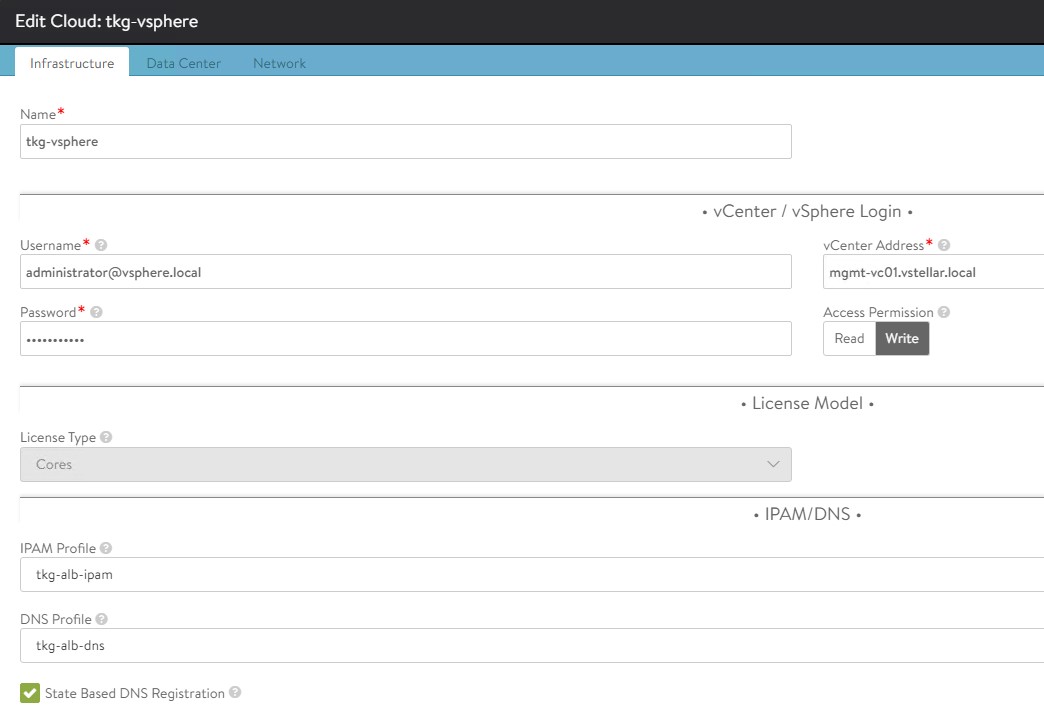 Edit Cloud: tkg-vsphere
Infrastructure Data Center Network
Name*
tkg-vsphere
• vCenter / vSphere Login •
Username* ? vCenter Address* ?
administrator@vsphere.local mgmt-vc01.vstellar.local
Password* ? Access Permission ?
••••••••••• Read Write
• License Model •
License Type ?
Cores
• IPAM/DNS •
IPAM Profile ?
tkg-alb-ipam
DNS Profile ?
tkg-alb-dns
State Based DNS Registration ?